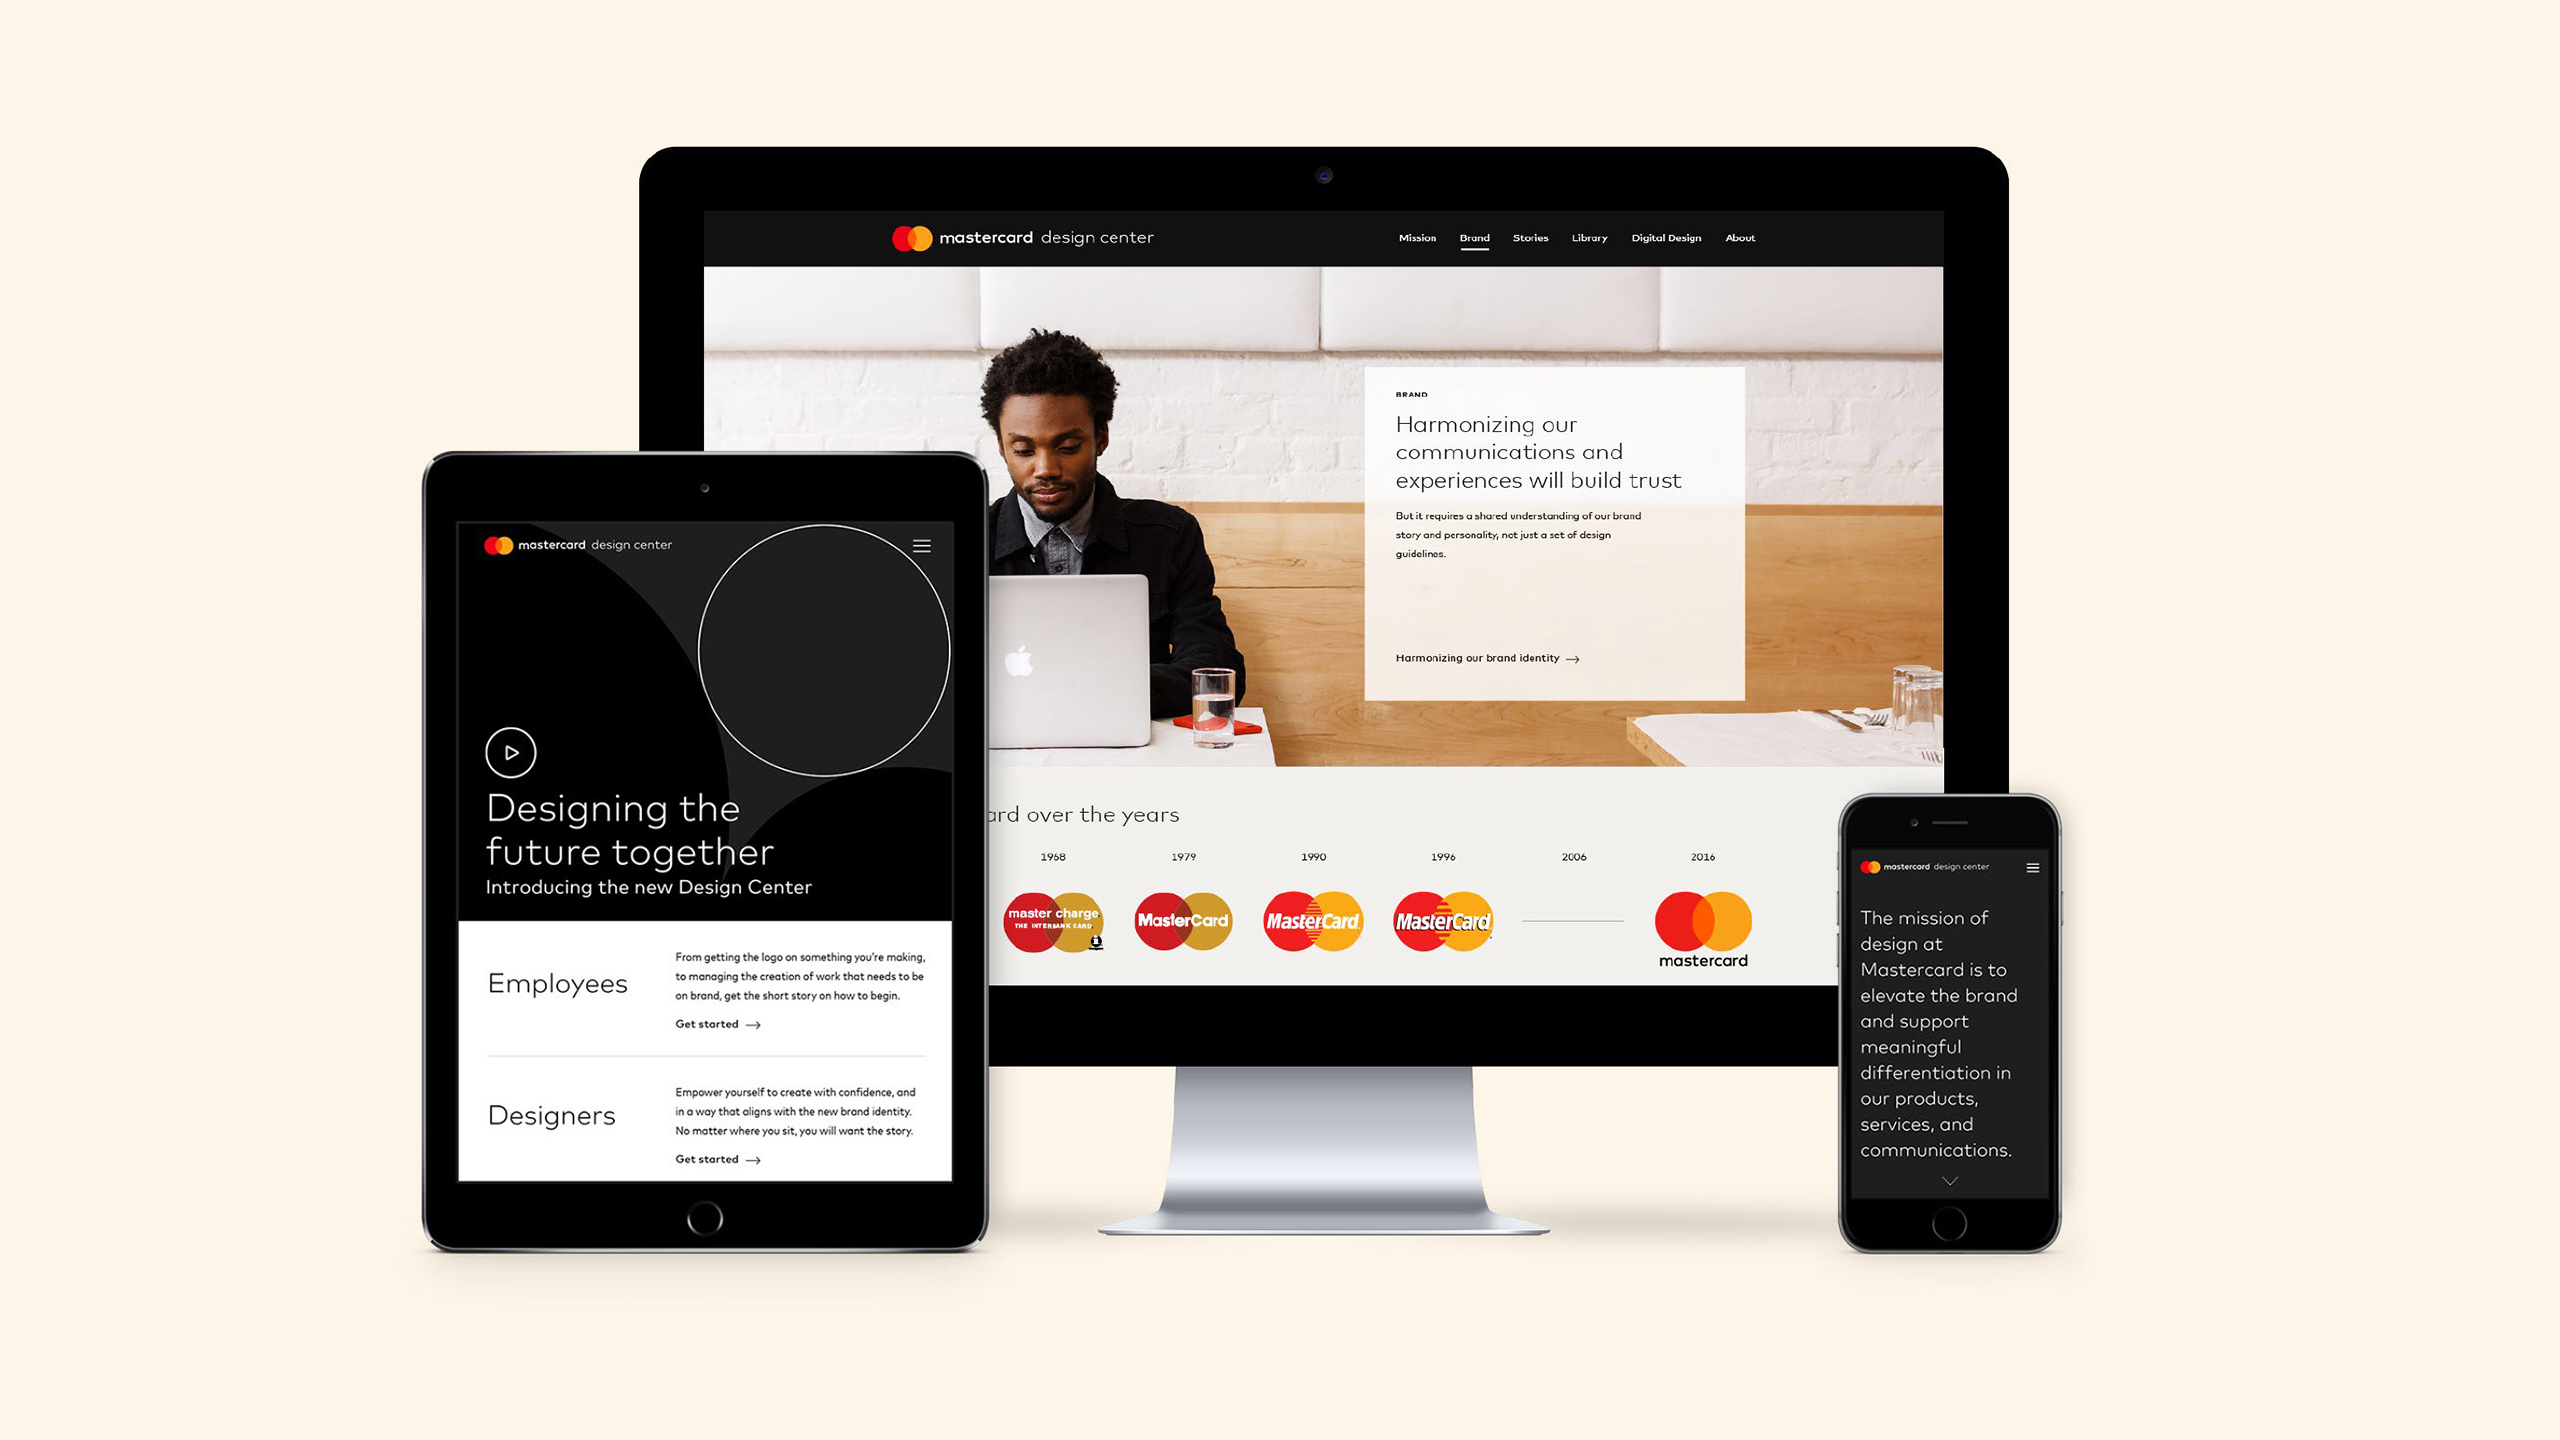 mastercard design center
Mission Brand Stories Library Digital Design About
BRAND
Harmonizing our
communications and
experiences will build trust
But it requires a shared understanding of our brand
story and personality, not just a set of design
guidelines.
Harmonizing our brand identity
ard over the years
1968 1979 1990 1996 2006 2016
master charge
THE INTERBANK CARD
MasterCard
MasterCard
MasterCard
mastercard
mastercard design center
Designing the
future together
Introducing the new Design Center
Employees
From getting the logo on something you're making,
to managing the creation of work that needs to be
on brand, get the short story on how to begin.
Get started
Designers
Empower yourself to create with confidence, and
in a way that aligns with the new brand identity.
No matter where you sit, you will want the story.
Get started
mastercard design center
The mission of
design at
Mastercard is to
elevate the brand
and support
meaningful
differentiation in
our products,
services, and
communications.